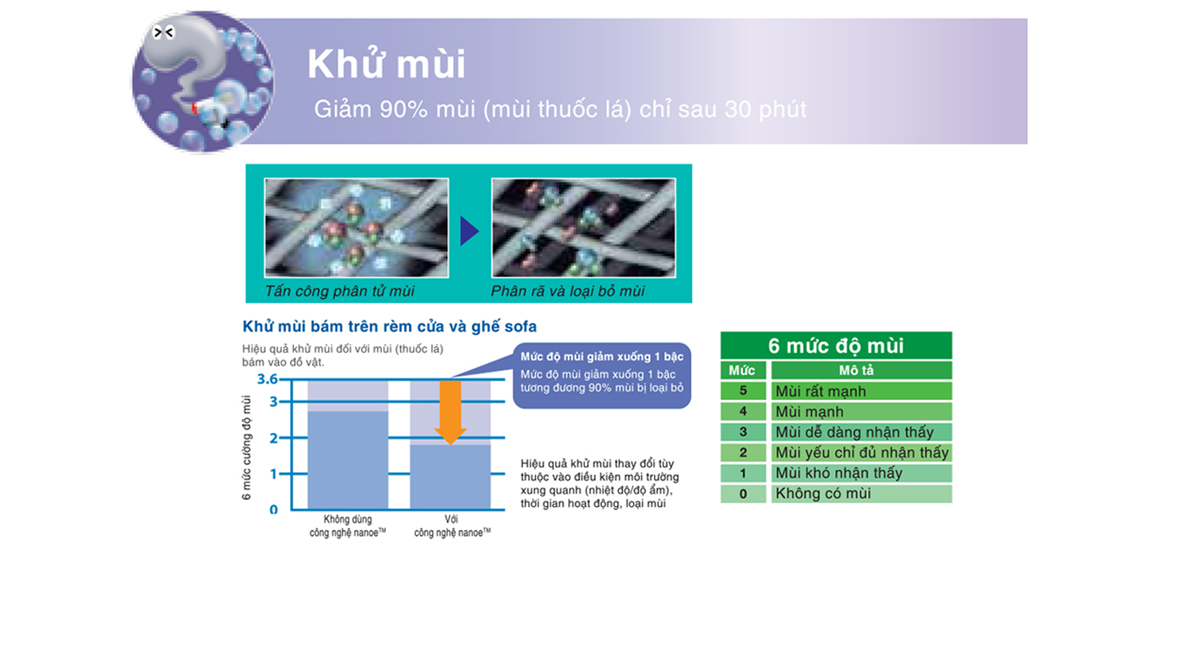 Khử mùi
Giảm 90% mùi (mùi thuốc lá) chỉ sau 30 phút
Tấn công phân tử mùi
Phân rã và loại bỏ mùi
Khử mùi bám trên rèm cửa và ghế sofa
Hiệu quả khử mùi đối với mùi (thuốc lá)
bám vào đồ vật.
Mức độ mùi giảm xuống 1 bậc
Mức độ mùi giảm xuống 1 bậc
tương đương 90% mùi bị loại bỏ
6 mức cường độ mùi
3.6
3
2
1
0
Không dùng
công nghệ nanoe™
Với
công nghệ nanoe™
Hiệu quả khử mùi thay đổi tùy
thuộc vào điều kiện môi trường
xung quanh (nhiệt độ/độ ẩm),
thời gian hoạt động, loại mùi
6 mức độ mùi
Mức Mô tả
5 Mùi rất mạnh
4 Mùi mạnh
3 Mùi dễ dàng nhận thấy
2 Mùi yếu chỉ đủ nhận thấy
1 Mùi khó nhận thấy
0 Không có mùi